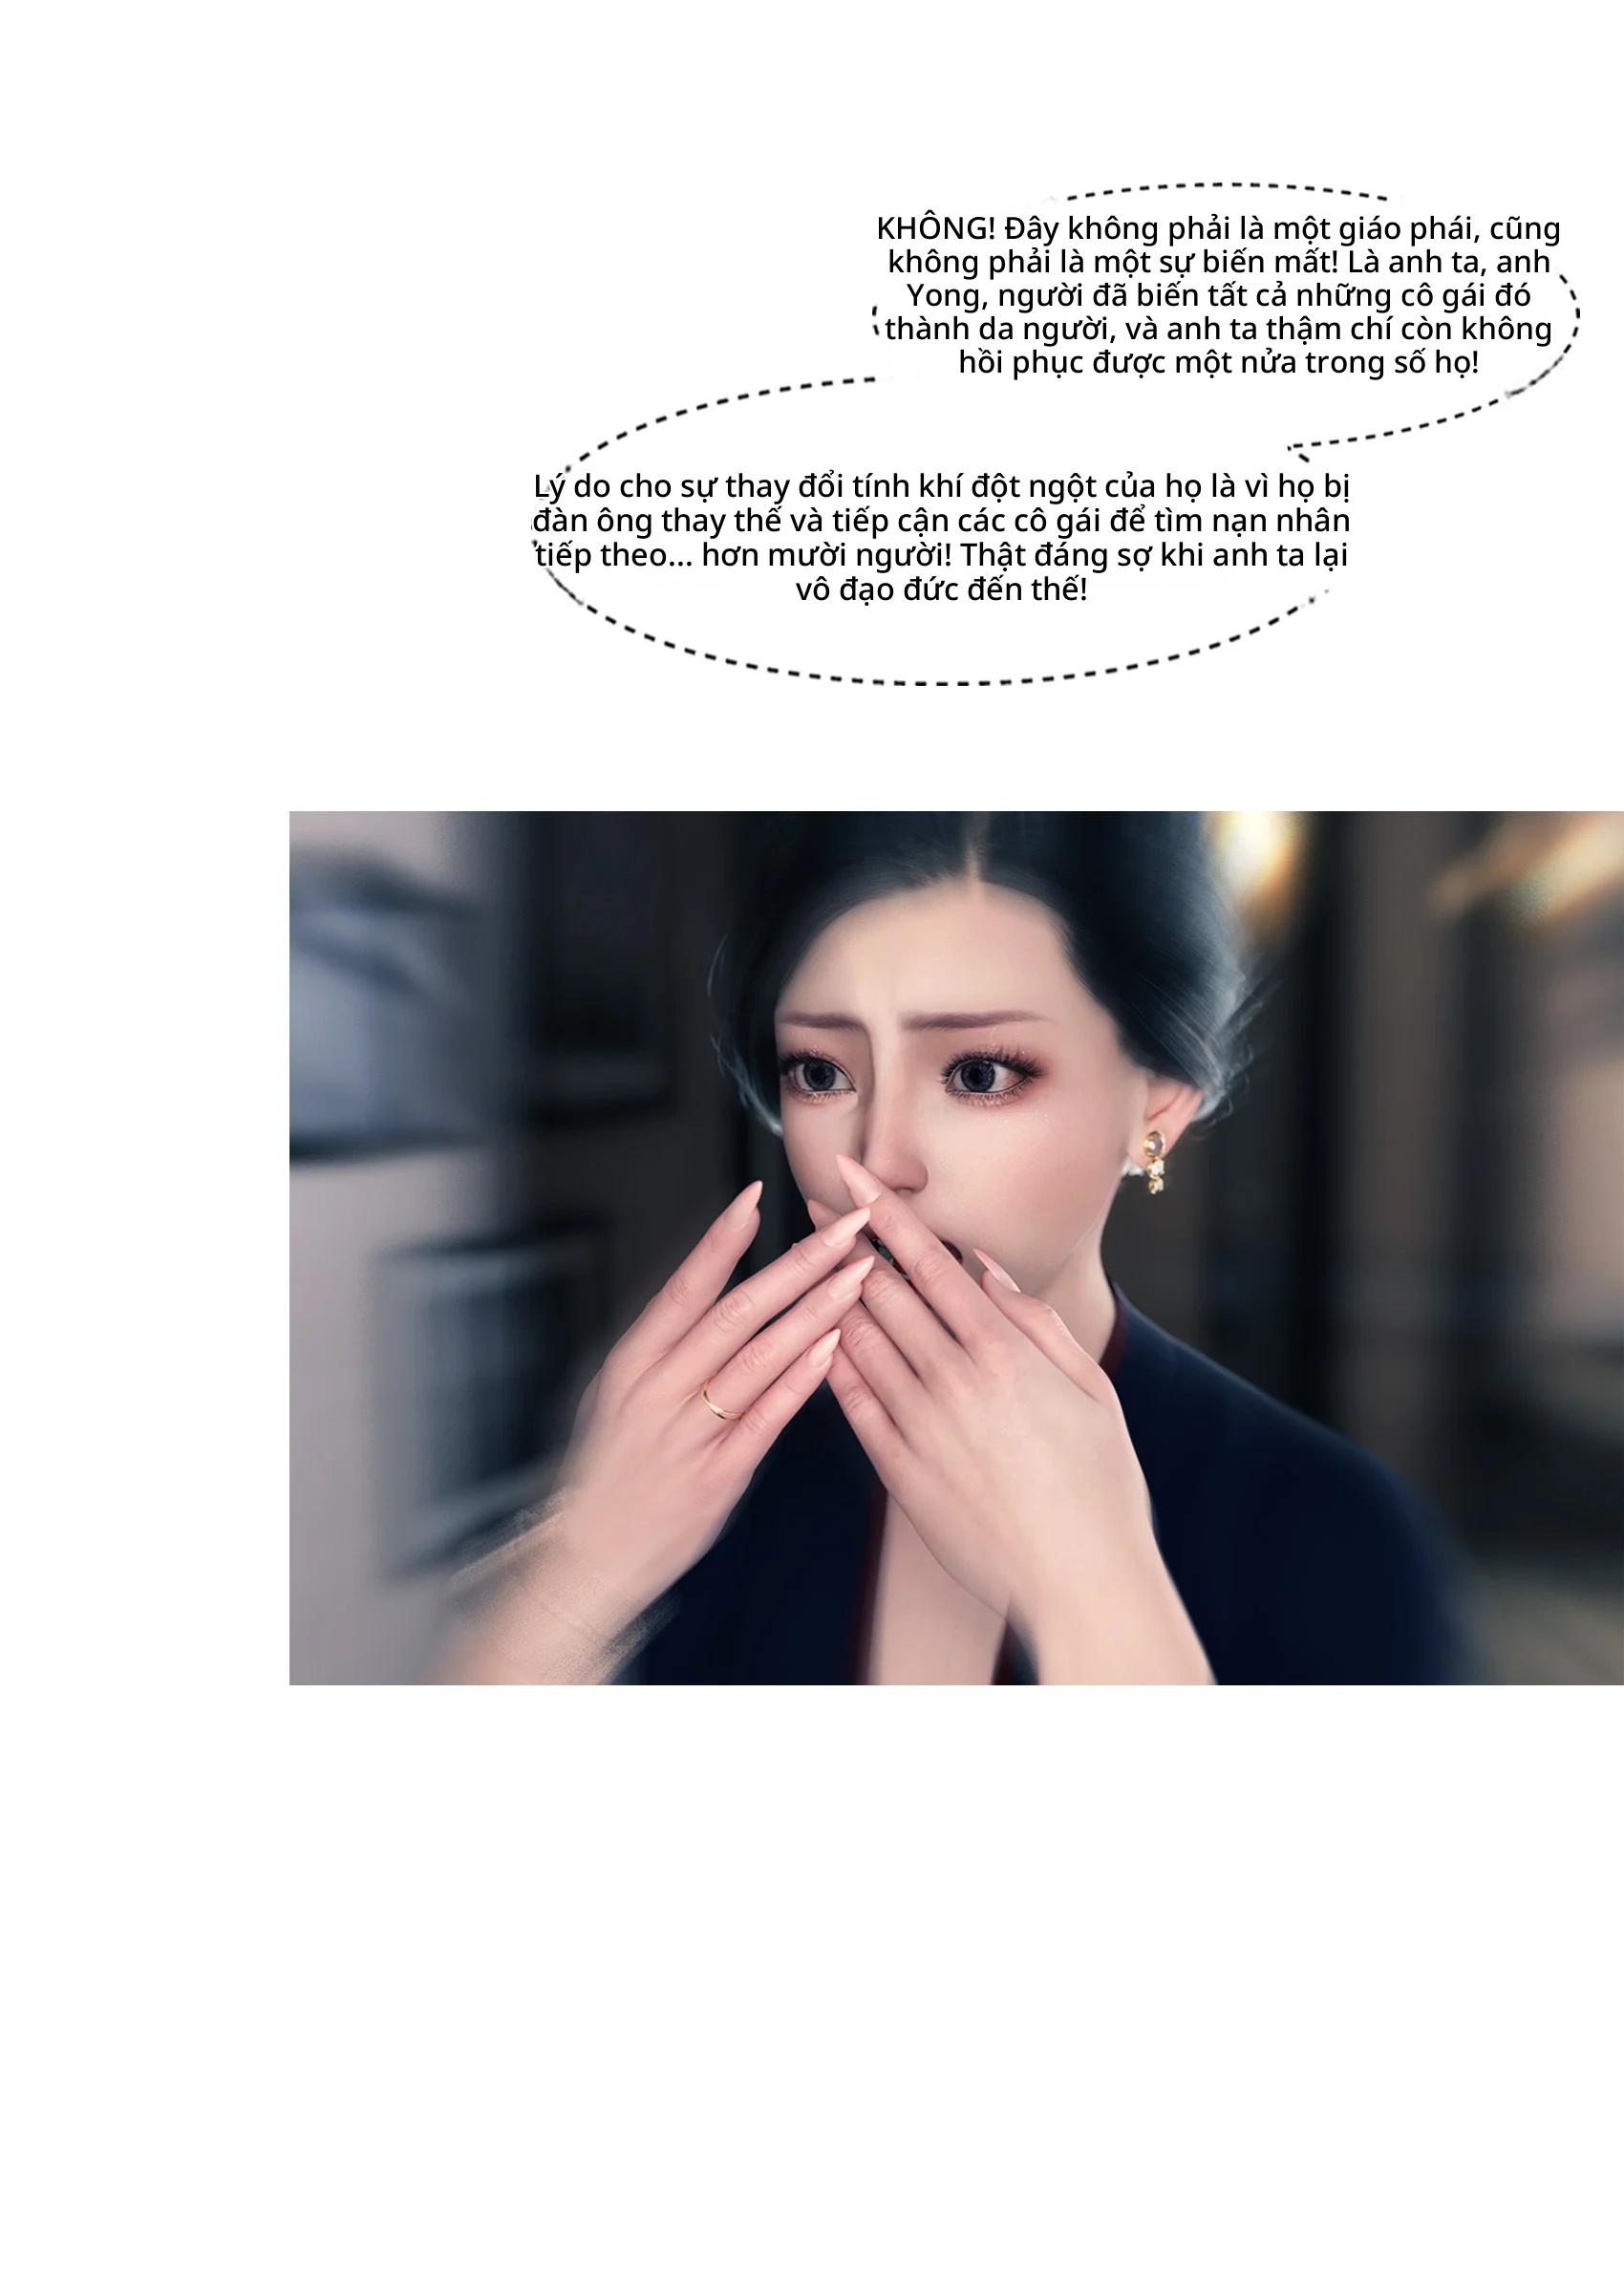 KHÔNG! Đây không phải là một giáo phái, cũng
không phải là một sự biến mất! Là anh ta, anh
Yong, người đã biến tất cả những cô gái đó
thành da người, và anh ta thậm chí còn không
hồi phục được một nửa trong số họ!
Lý do cho sự thay đổi tính khí đột ngột của họ là vì họ bị
đàn ông thay thế và tiếp cận các cô gái để tìm nạn nhân
tiếp theo... hơn mười người! Thật đáng sợ khi anh ta lại
vô đạo đức đến thế!